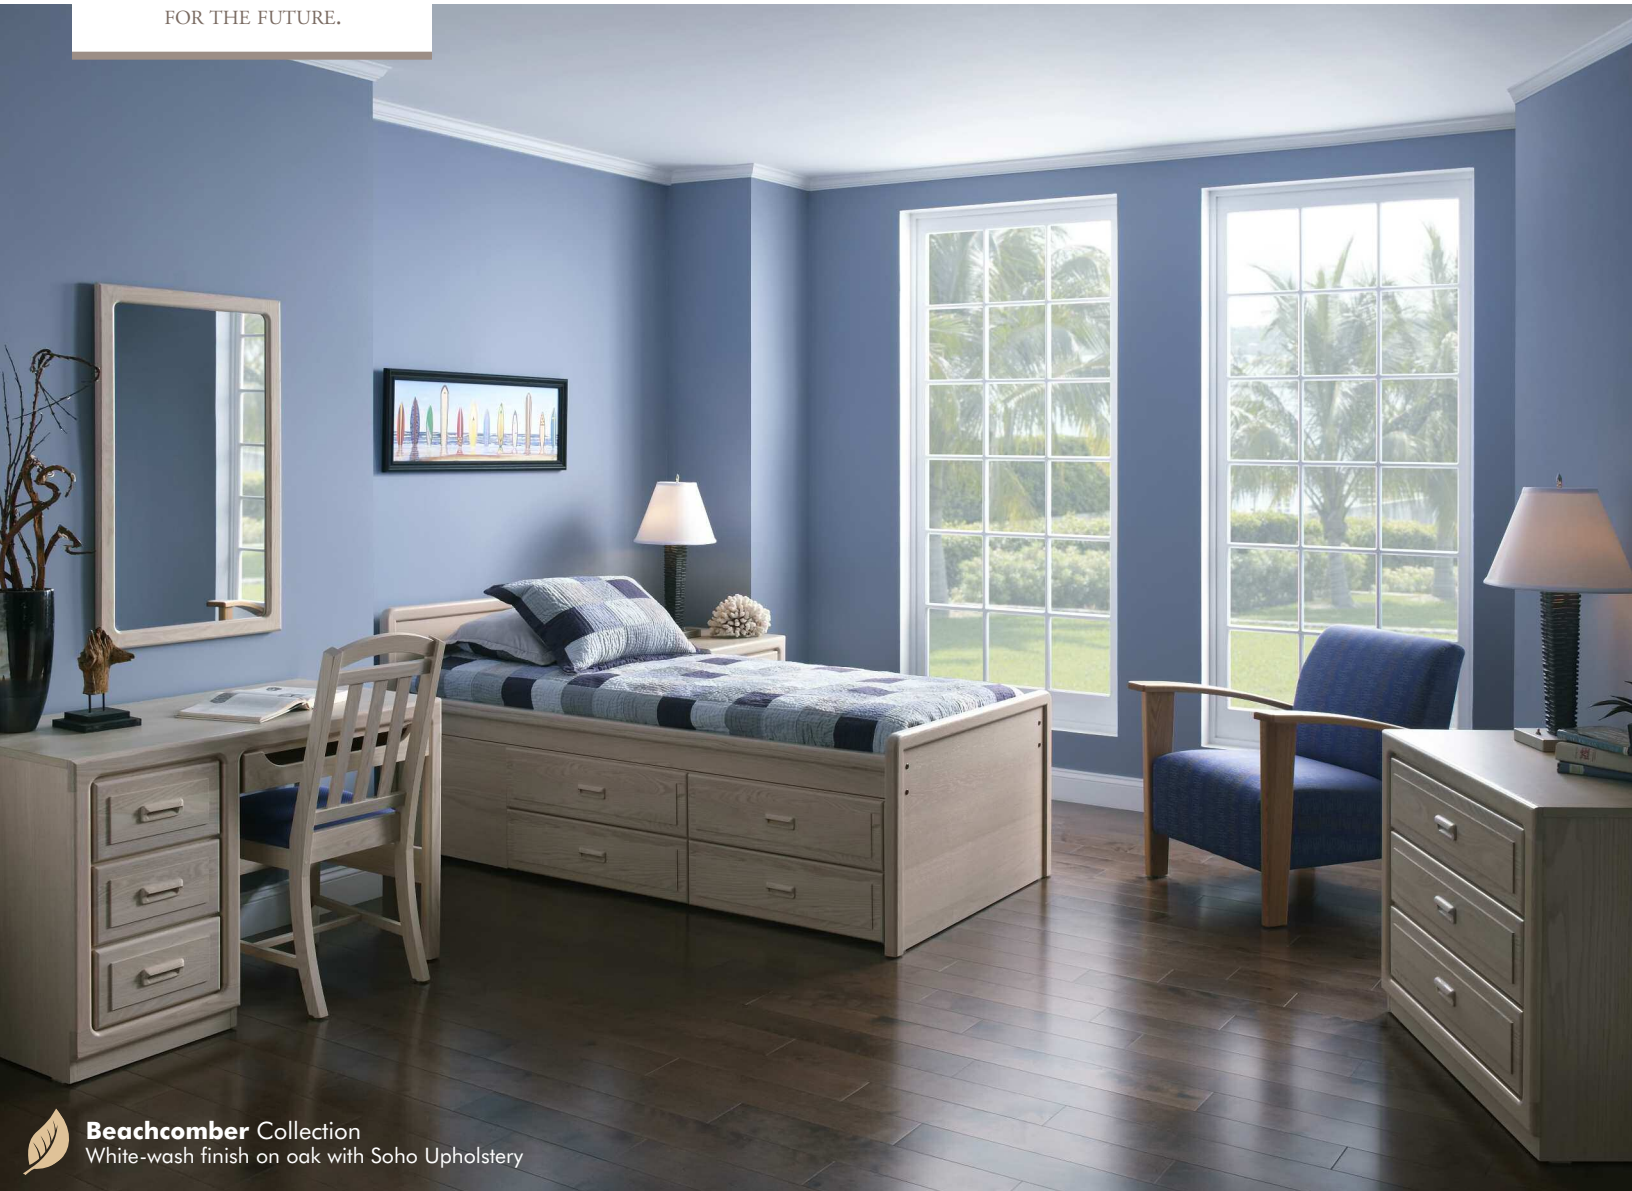 FOR THE FUTURE.
Beachcomber Collection
White-wash finish on oak with Soho Upholstery